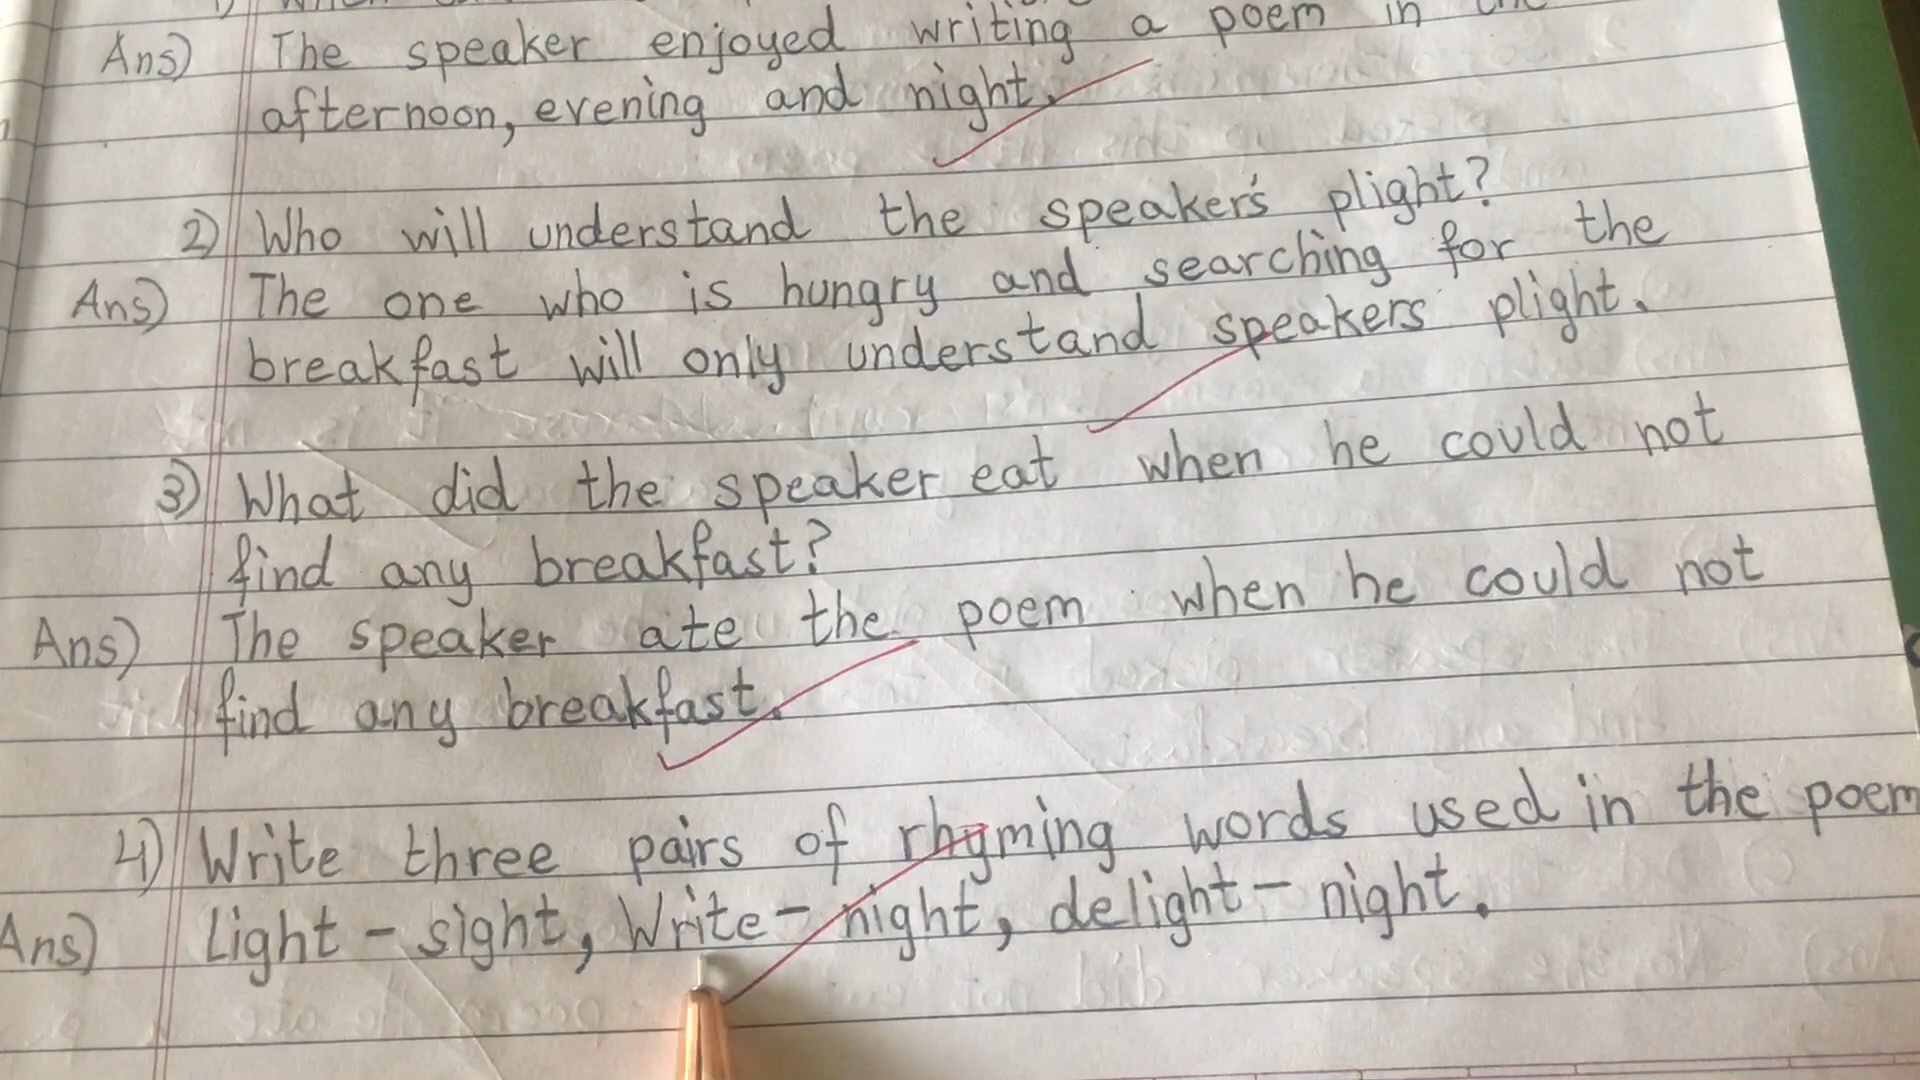 1) When
Ans) The speaker enjoyed writing a poem in the
afternoon, evening and night.
2) Who will understand the speaker's plight?
Ans) The one who is hungry and searching for the
breakfast will only understand speakers plight.
3) What did the speaker eat when he could not
find any breakfast?
Ans) The speaker ate the poem when he could not
find any breakfast.
4) Write three pairs of rhyming words used in the poem
Ans) Light - sight, Write - night, delight - night.